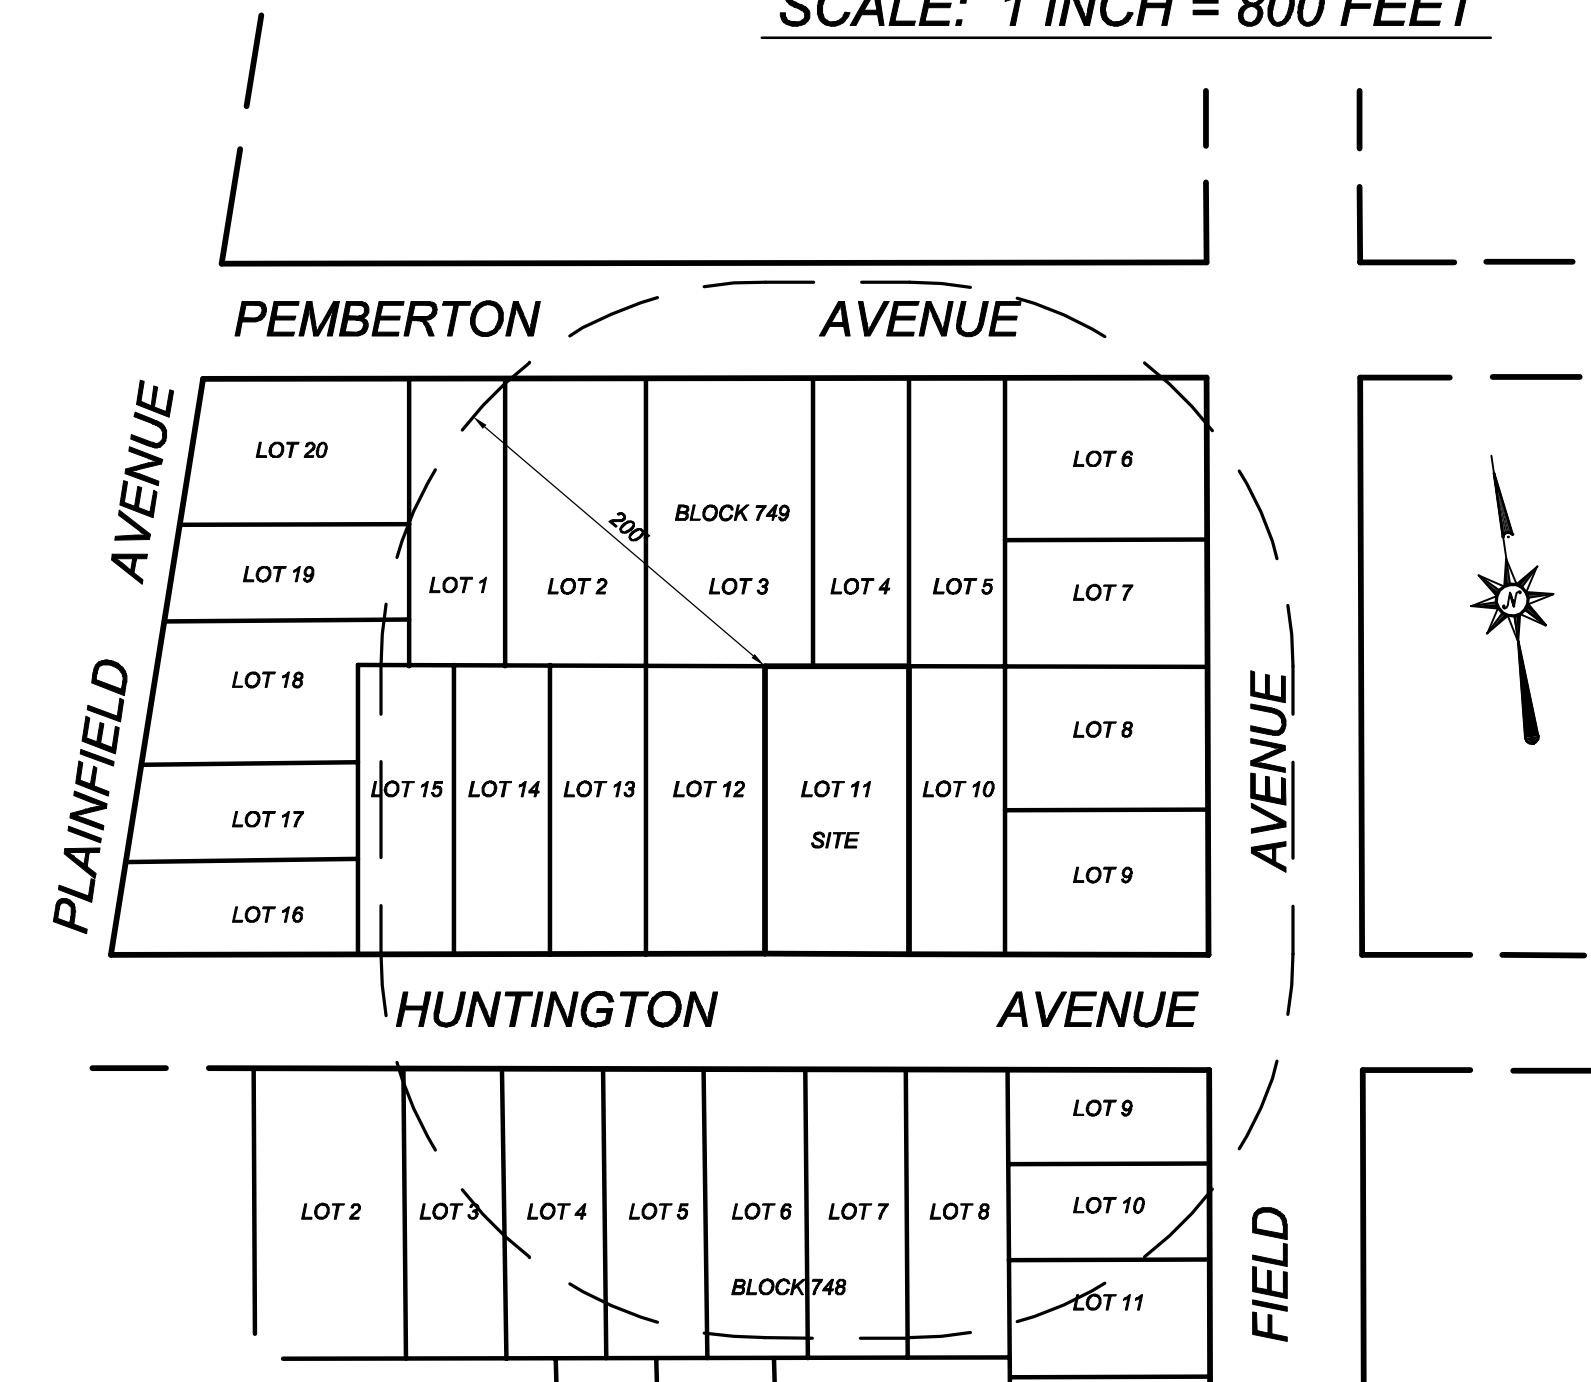 SCALE: 1 INCH = 800 FEET
PEMBERTON AVENUE
PLAINFIELD AVENUE
LOT 20
LOT 19
LOT 18
LOT 17
LOT 16
LOT 1
LOT 2
200'
BLOCK 749
LOT 3
LOT 4
LOT 5
LOT 6
LOT 7
LOT 8
LOT 9
LOT 15
LOT 14
LOT 13
LOT 12
LOT 11
SITE
LOT 10
N
HUNTINGTON AVENUE
FIELD AVENUE
LOT 2
LOT 3
LOT 4
LOT 5
LOT 6
LOT 7
LOT 8
BLOCK 748
LOT 9
LOT 10
LOT 11